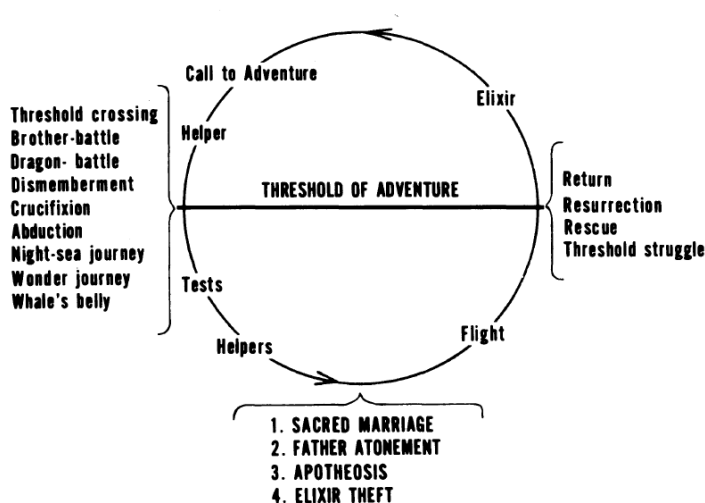 Call to Adventure
Elixir
Threshold crossing
Brother-battle
Dragon- battle
Dismemberment
Crucifixion
Abduction
Night-sea journey
Wonder journey
Whale's belly
Helper
THRESHOLD OF ADVENTURE
Return
Resurrection
Rescue
Threshold struggle
Tests
Helpers
Flight
1. SACRED MARRIAGE
2. FATHER ATONEMENT
3. APOTHEOSIS
4. ELIXIR THEFT